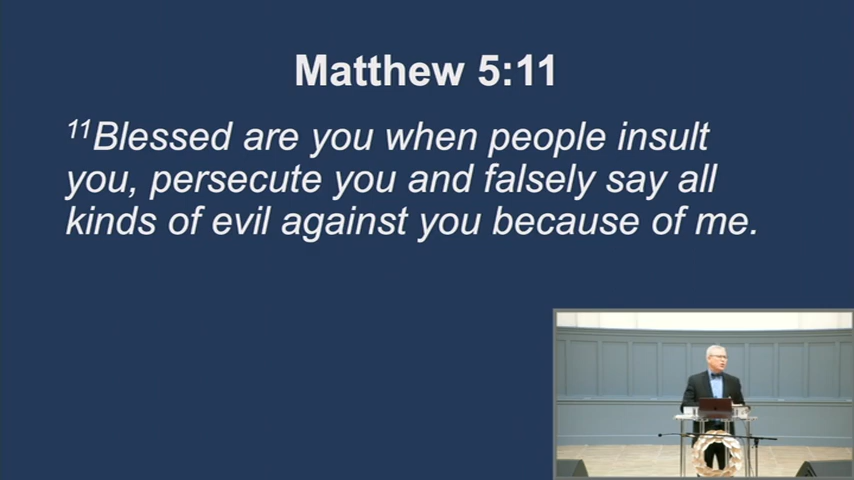 Matthew 5:11
11Blessed are you when people insult
you, persecute you and falsely say all
kinds of evil against you because of me.